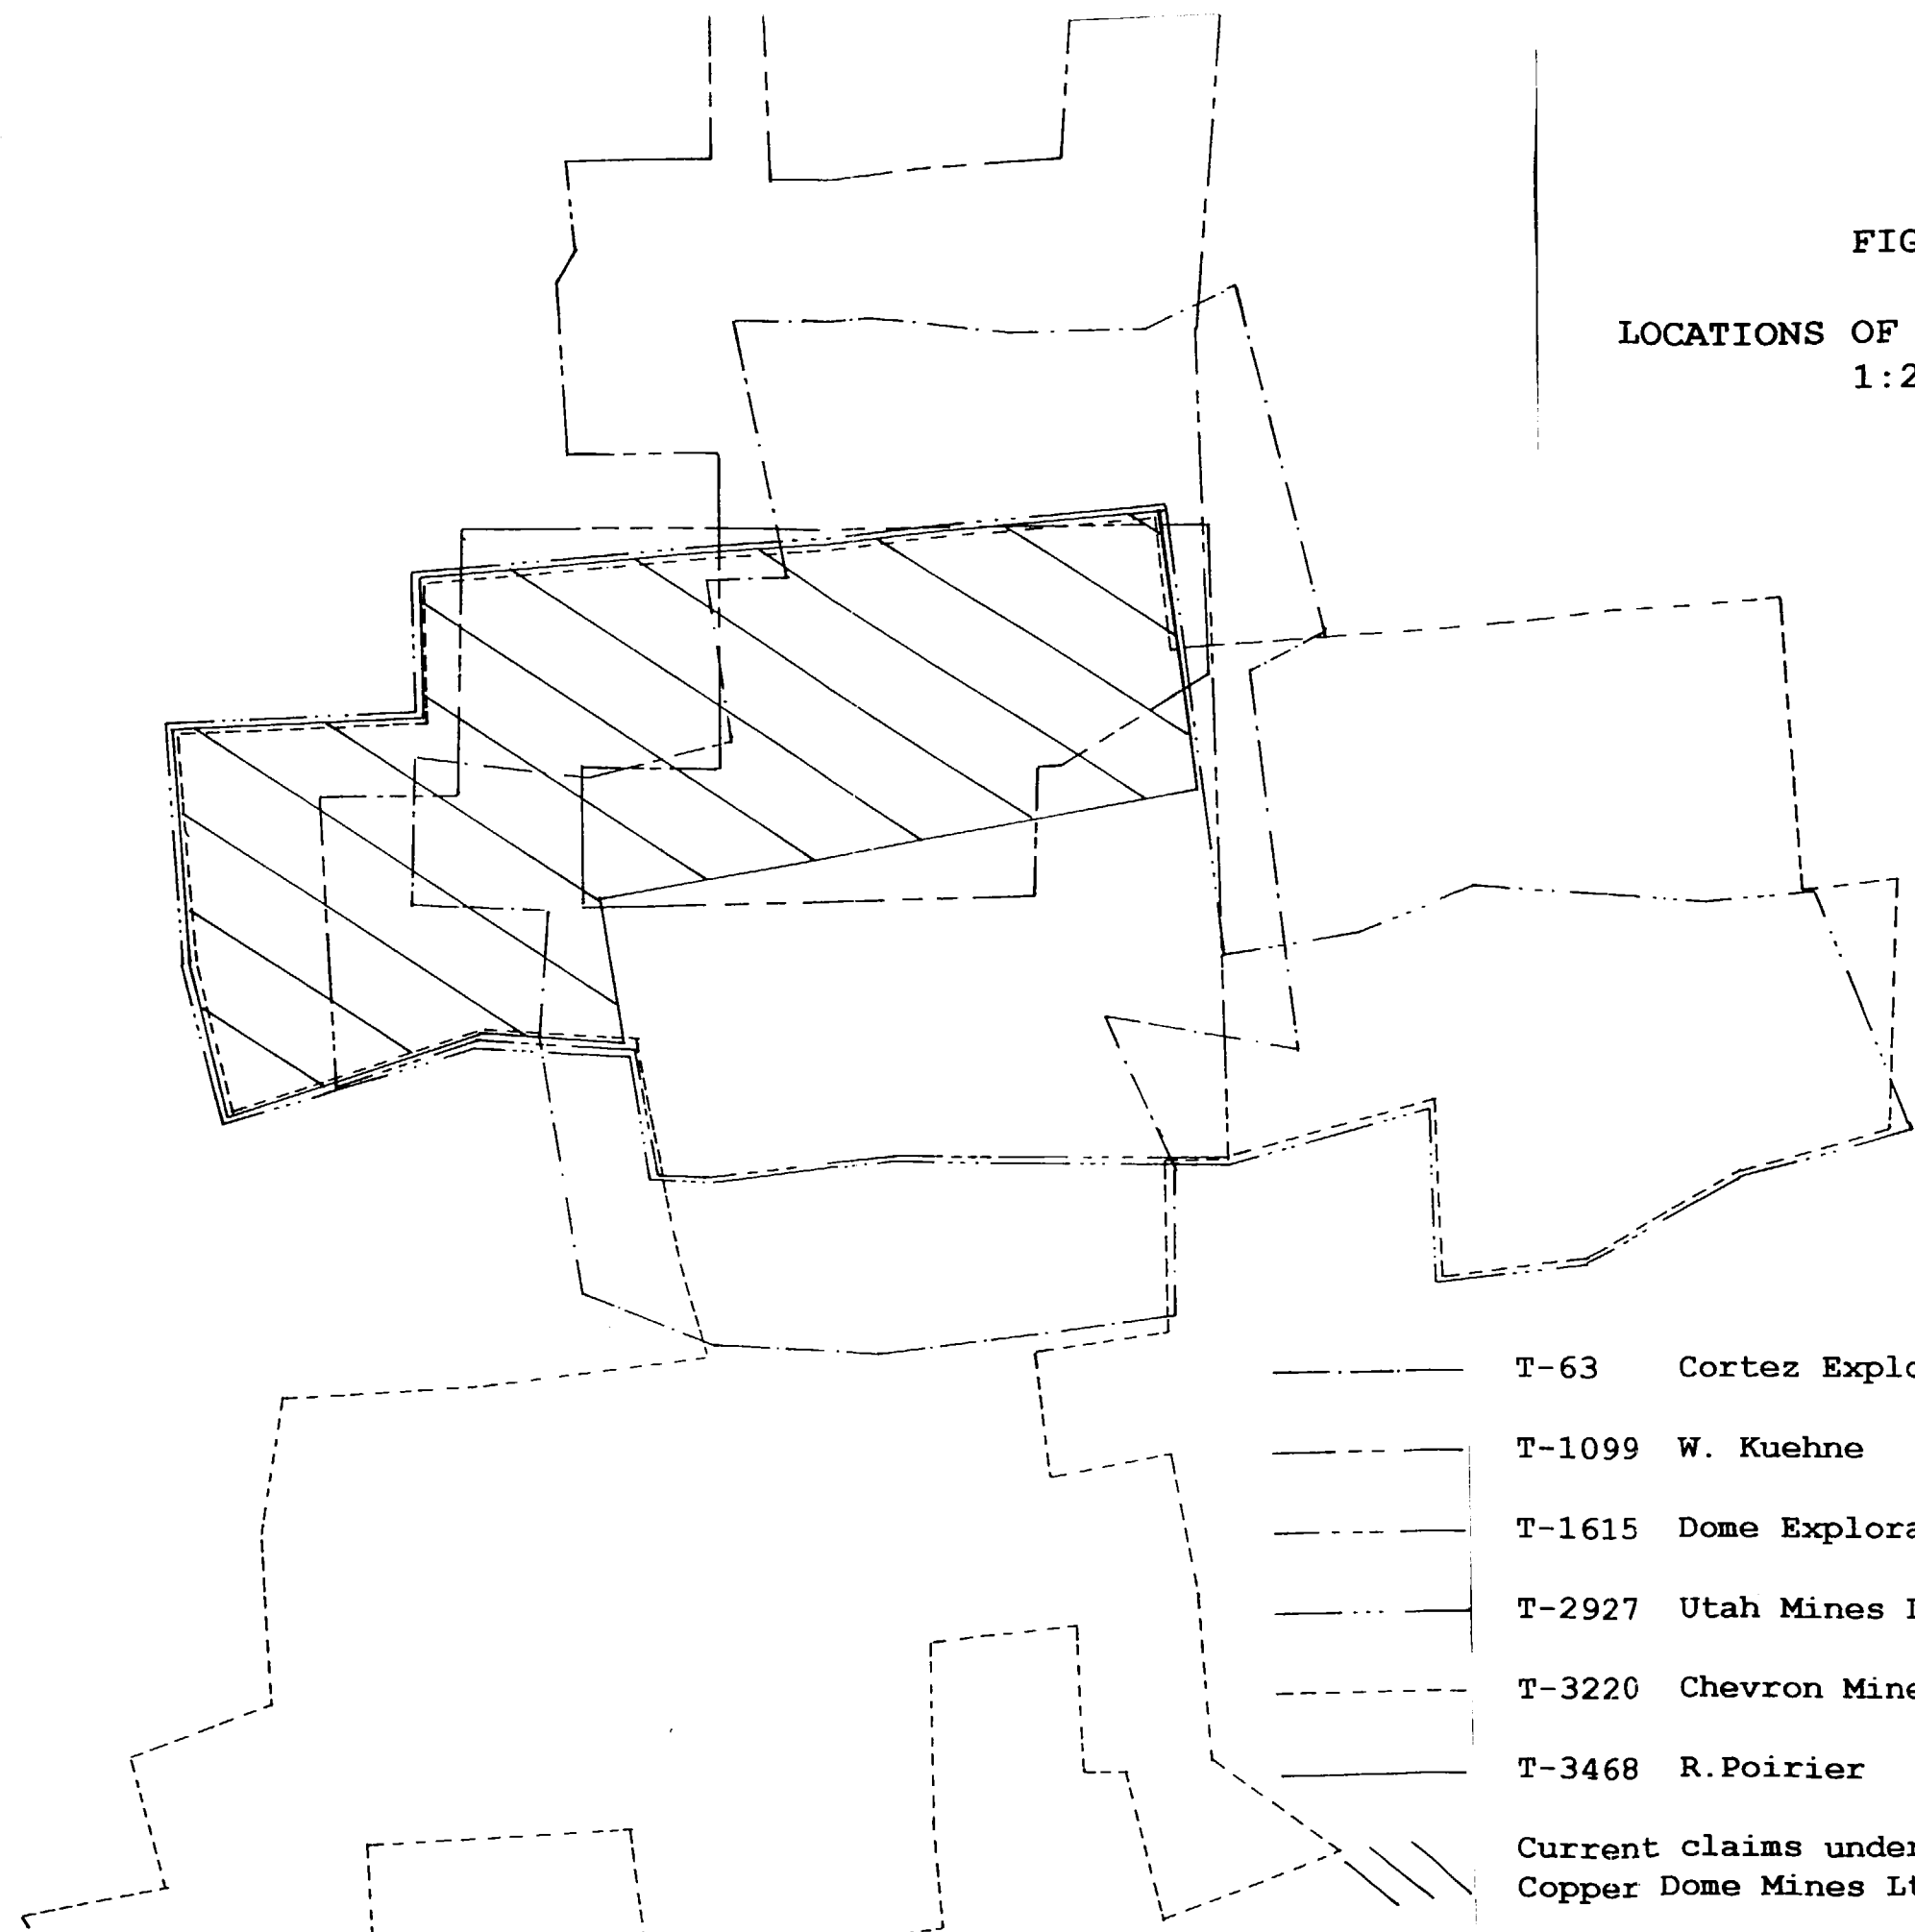 FIG
LOCATIONS OF
1:2
T-63 Cortez Explo
T-1099 W. Kuehne
T-1615 Dome Explora
T-2927 Utah Mines
T-3220 Chevron Mine
T-3468 R.Poirier
Current claims under
Copper Dome Mines Lt